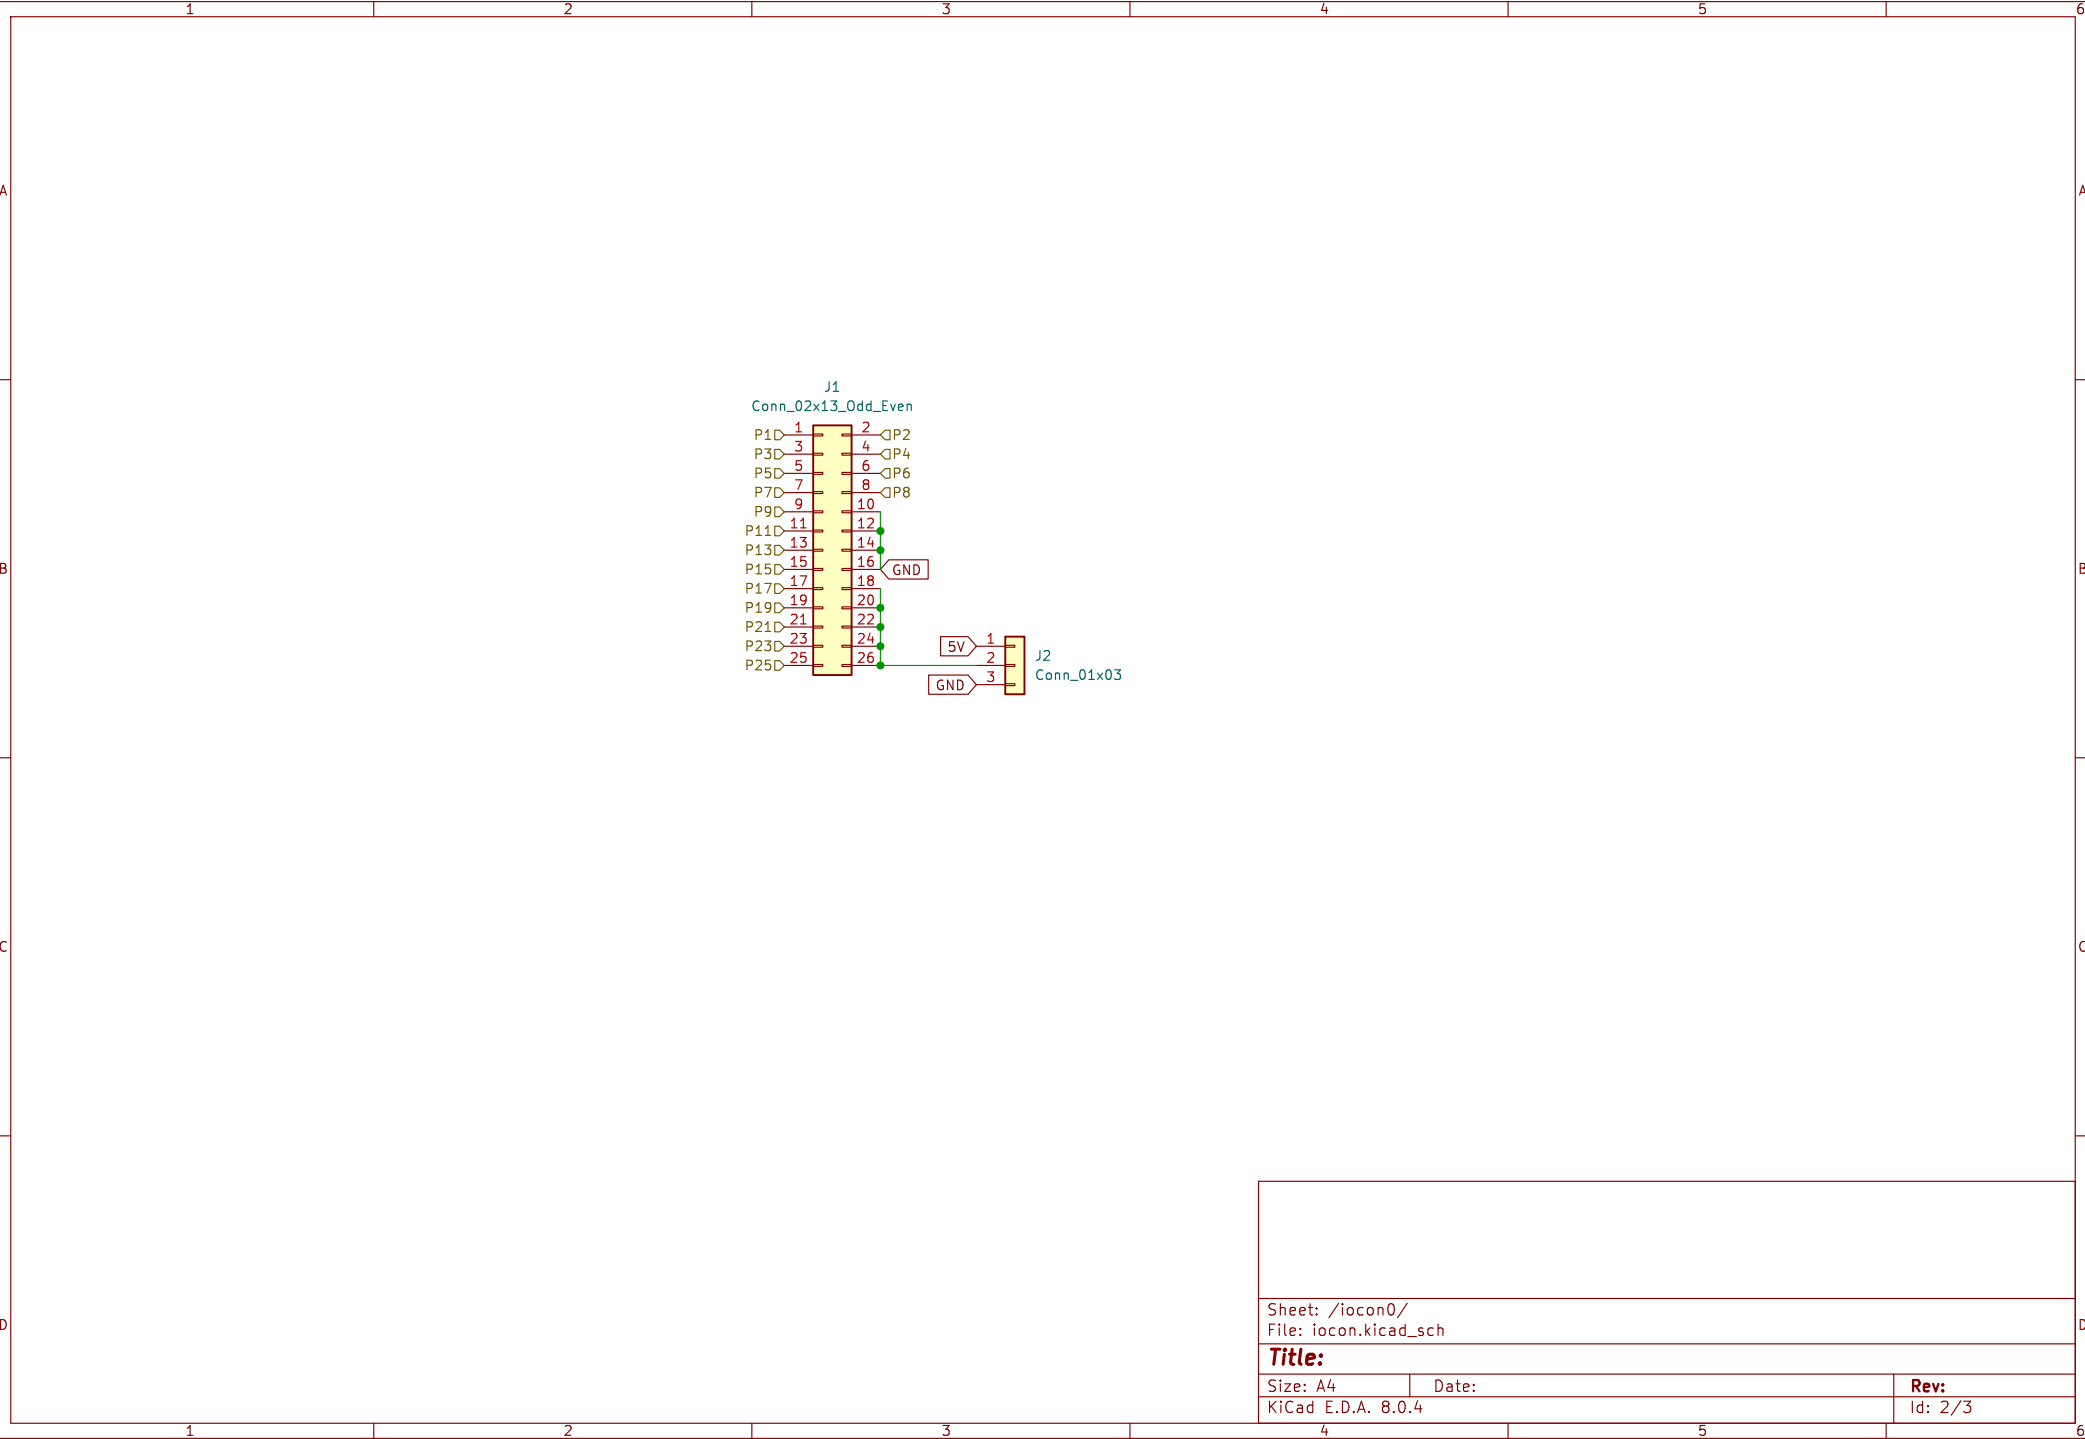 1 2 3 4 5 6
A A
J1
Conn_02x13_Odd_Even
P1 1 2 P2
P3 3 4 P4
P5 5 6 P6
P7 7 8 P8
P9 9 10
P11 11 12
P13 13 14
B P15 15 16 GND B
P17 17 18
P19 19 20
P21 21 22
P23 23 24 5V 1
J2
P25 25 26 2
Conn_01x03
GND 3
C C
Sheet: /iocon0/
D File: iocon.kicad_sch D
Title:
Size: A4 Date: Rev:
KiCad E.D.A. 8.0.4 Id: 2/3
1 2 3 4 5 6